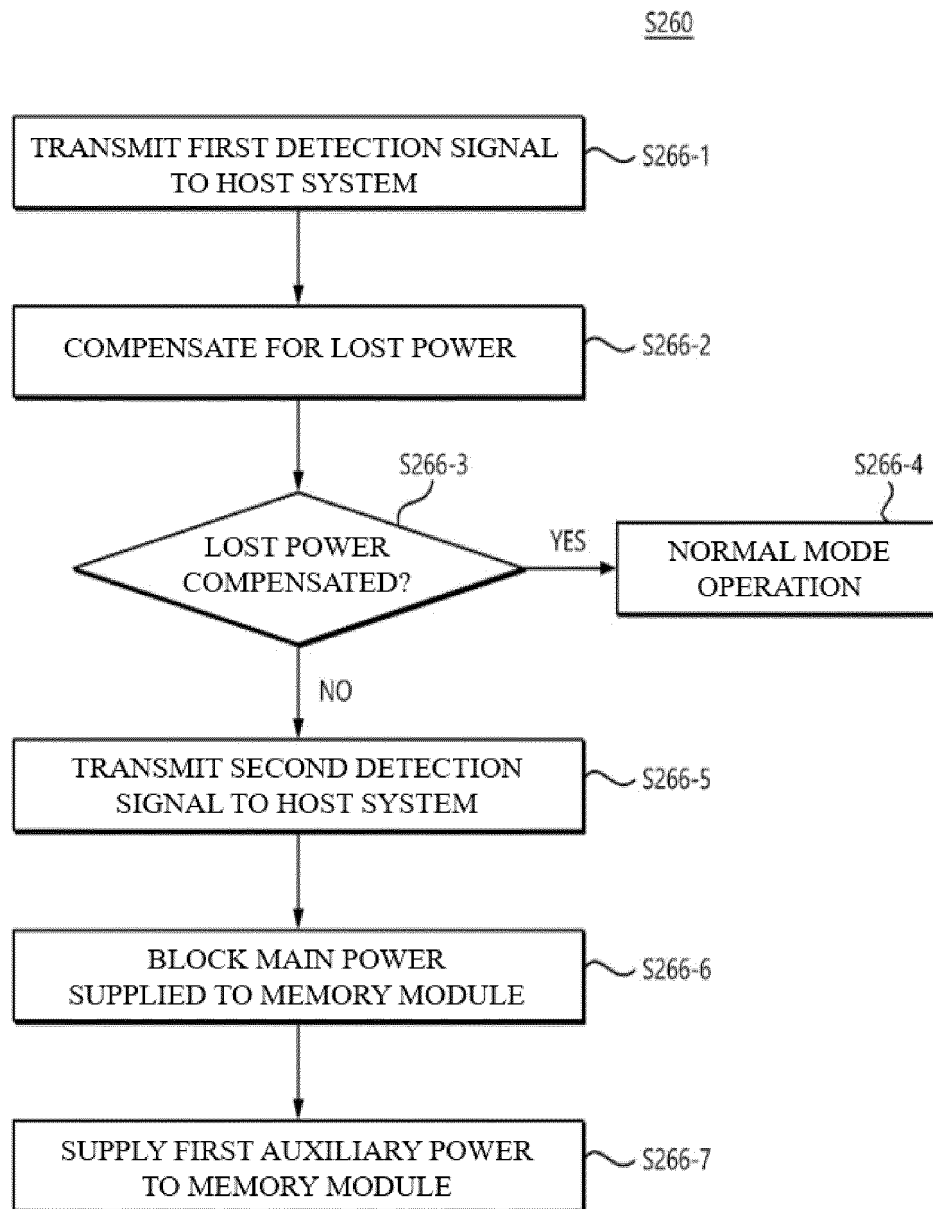 S260
TRANSMIT FIRST DETECTION SIGNAL
TO HOST SYSTEM
S266-1
COMPENSATE FOR LOST POWER
S266-2
S266-3
S266-4
LOST POWER
COMPENSATED?
YES
NORMAL MODE
OPERATION
NO
TRANSMIT SECOND DETECTION
SIGNAL TO HOST SYSTEM
S266-5
BLOCK MAIN POWER
SUPPLIED TO MEMORY MODULE
S266-6
SUPPLY FIRST AUXILIARY POWER
TO MEMORY MODULE
S266-7